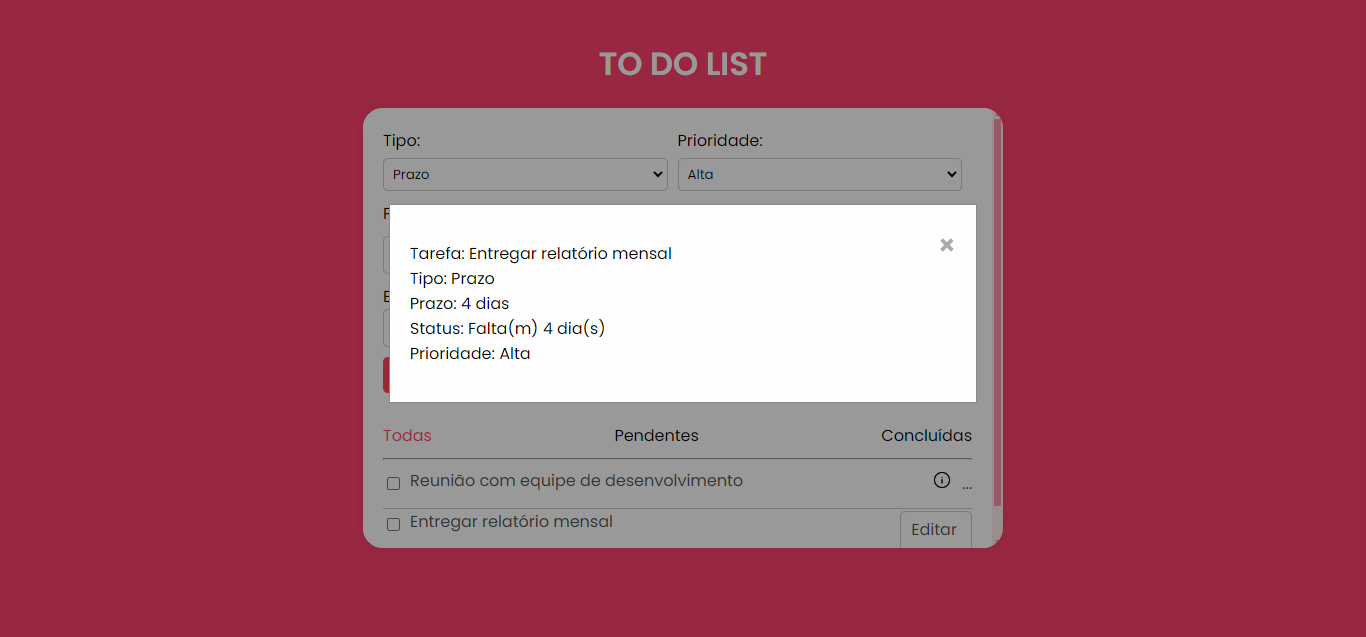 TO DO LIST
Tipo: Prioridade:
Prazo Alta
Tarefa: Entregar relatório mensal
Tipo: Prazo
Prazo: 4 dias
Status: Falta(m) 4 dia(s)
Prioridade: Alta
Todas Pendentes Concluídas
Reunião com equipe de desenvolvimento ...
Entregar relatório mensal Editar